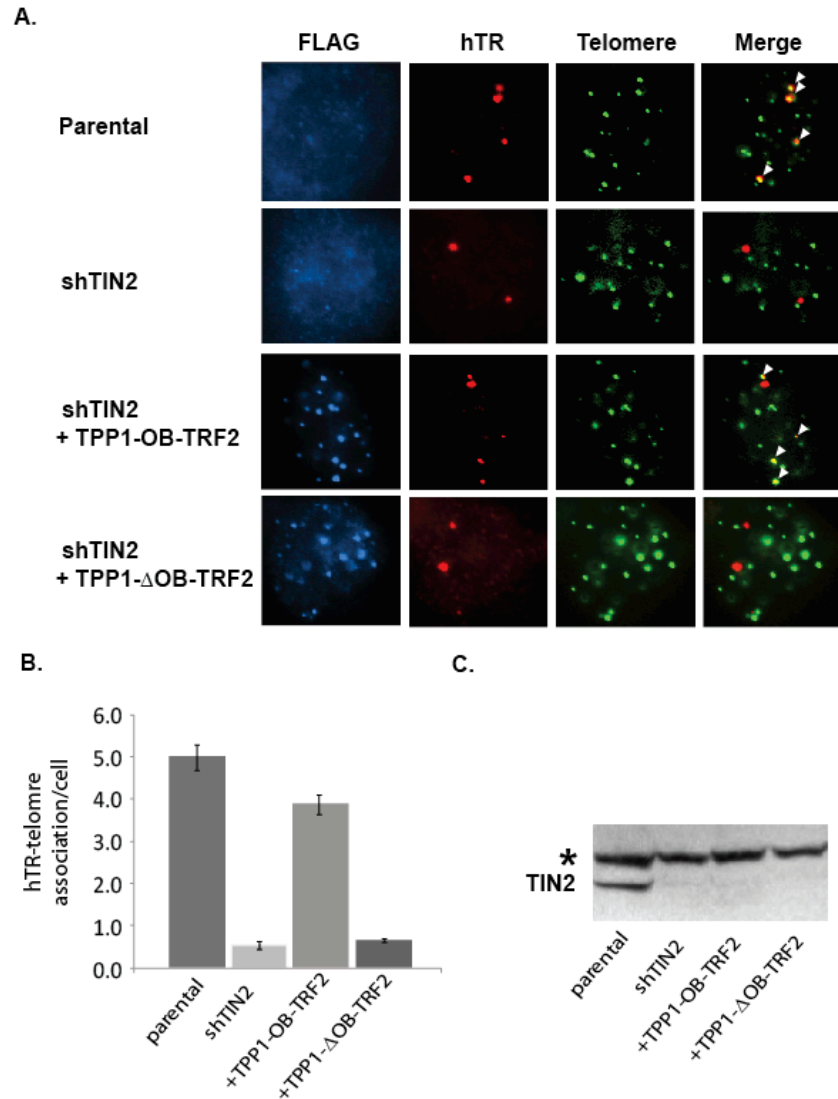 A.
FLAG hTR Telomere Merge
Parental
shTIN2
shTIN2
+ TPP1-OB-TRF2
shTIN2
+ TPP1-ΔOB-TRF2
B.
hTR-telomre
association/cell
6.0
5.0
4.0
3.0
2.0
1.0
0.0
parental
shTIN2
+TPP1-OB-TRF2
+TPP1-ΔOB-TRF2
C.
*
TIN2
parental
shTIN2
+TPP1-OB-TRF2
+TPP1-ΔOB-TRF2